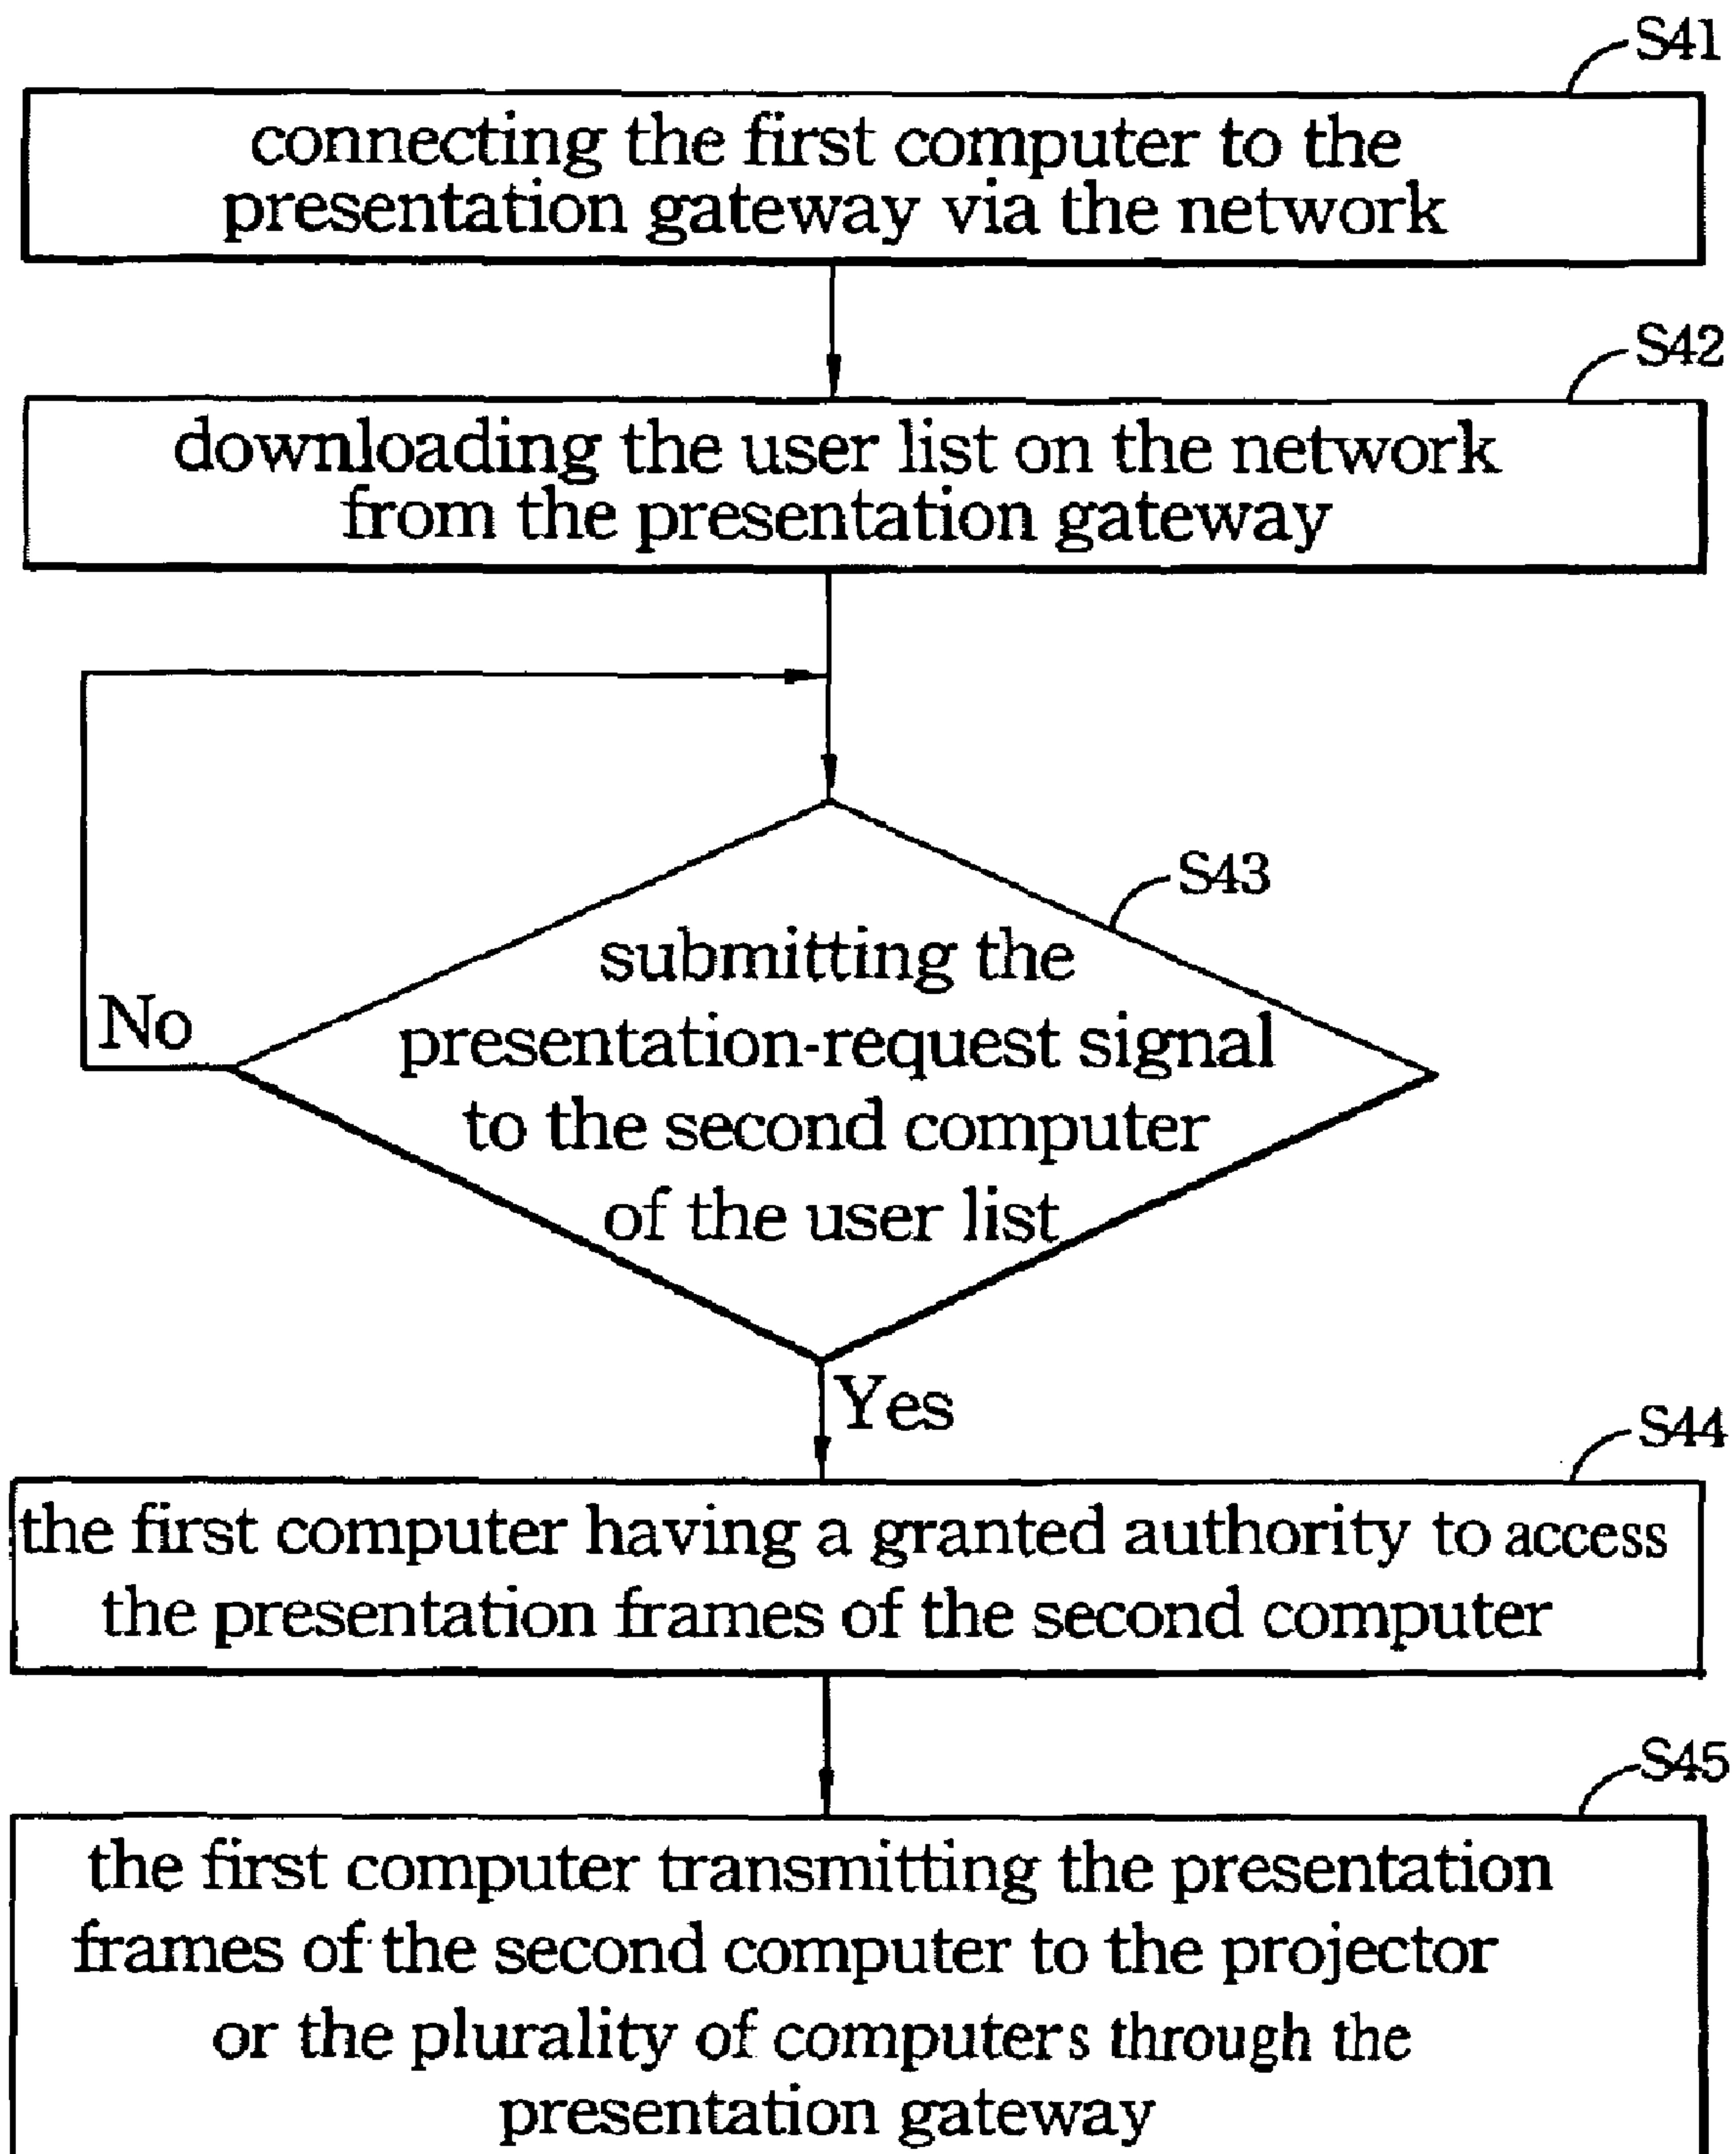 S41
connecting the first computer to the
presentation gateway via the network
S42
downloading the user list on the network
from the presentation gateway
S43
submitting the
presentation-request signal
to the second computer
of the user list
No
Yes
S44
the first computer having a granted authority to access
the presentation frames of the second computer
S45
the first computer transmitting the presentation
frames of the second computer to the projector
or the plurality of computers through the
presentation gateway